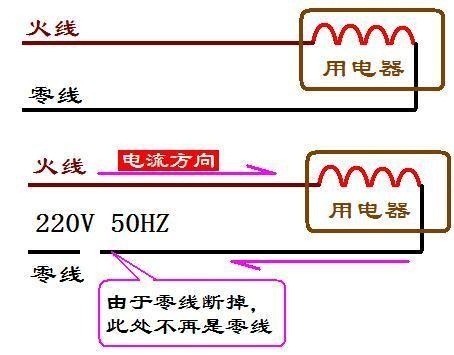 火线
用电器
零线
电流方向
火线
用电器
220V 50HZ
零线
由于零线断掉，
此处不再是零线